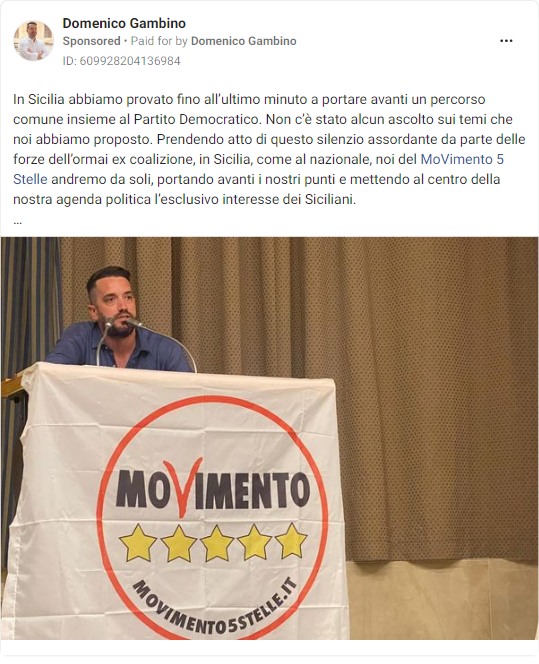 Domenico Gambino
Sponsored • Paid for by Domenico Gambino
ID: 609928204136984
In Sicilia abbiamo provato fino all'ultimo minuto a portare avanti un percorso
comune insieme al Partito Democratico. Non c'è stato alcun ascolto sui temi che
noi abbiamo proposto. Prendendo atto di questo silenzio assordante da parte delle
forze dell'ormai ex coalizione, in Sicilia, come al nazionale, noi del MoVimento 5
Stelle andremo da soli, portando avanti i nostri punti e mettendo al centro della
nostra agenda politica l'esclusivo interesse dei Siciliani.
...
MOVIMENTO
MOVIMENTO5STELLE.IT